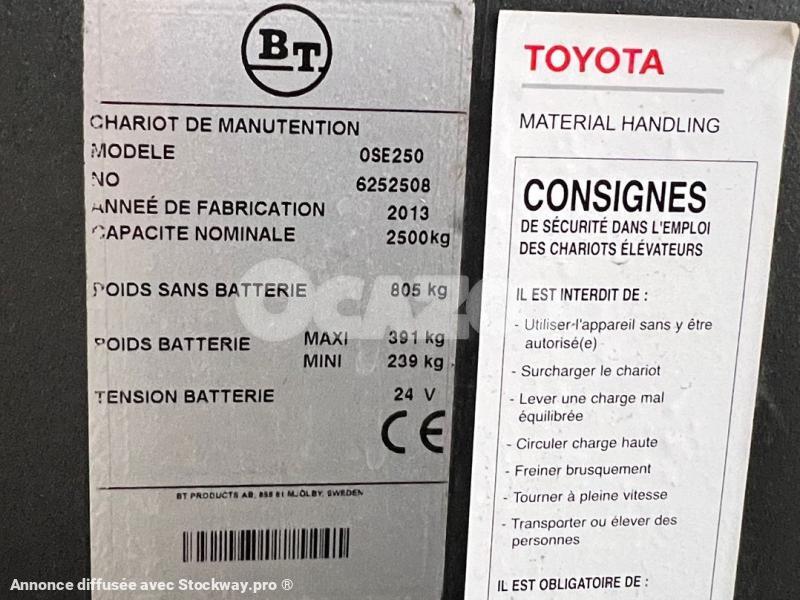 BT
CHARIOT DE MANUTENTION
MODELE OSE250
NO 6252508
ANNEÉ DE FABRICATION 2013
CAPACITE NOMINALE 2500kg
POIDS SANS BATTERIE 805 kg
POIDS BATTERIE MAXI 391 kg
MINI 239 kg
TENSION BATTERIE 24 V
CE
BT PRODUCTS AB, 858 81 MJÖLBY, SWEDEN
TOYOTA
MATERIAL HANDLING
CONSIGNES
DE SÉCURITÉ DANS L'EMPLOI
DES CHARIOTS ÉLÉVATEURS
IL EST INTERDIT DE :
- Utiliser l'appareil sans y être
autorisé(e)
- Surcharger le chariot
- Lever une charge mal
équilibrée
- Circuler charge haute
- Freiner brusquement
- Tourner à pleine vitesse
- Transporter ou élever des
personnes
IL EST OBLIGATOIRE DE :
Annonce diffusée avec Stockway.pro ®